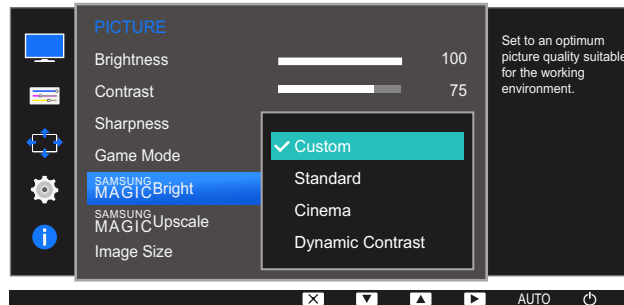 PICTURE
Brightness 100
Contrast 75
Sharpness
Game Mode
SAMSUNG
MAGICBright
SAMSUNG
MAGICUpscale
Image Size
Custom
Standard
Cinema
Dynamic Contrast
Set to an optimum
picture quality suitable
for the working
environment.
AUTO